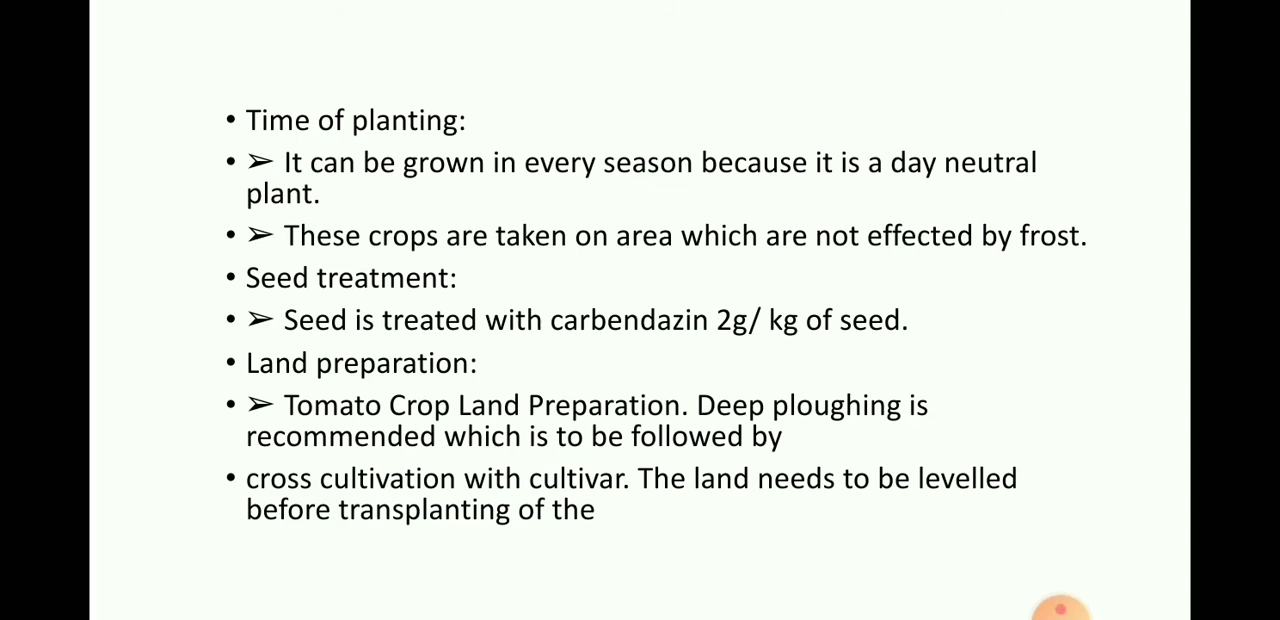 • Time of planting:
• ➢ It can be grown in every season because it is a day neutral
plant.
• ➢ These crops are taken on area which are not effected by frost.
• Seed treatment:
• ➢ Seed is treated with carbendazin 2g/ kg of seed.
• Land preparation:
• ➢ Tomato Crop Land Preparation. Deep ploughing is
recommended which is to be followed by
• cross cultivation with cultivar. The land needs to be levelled
before transplanting of the